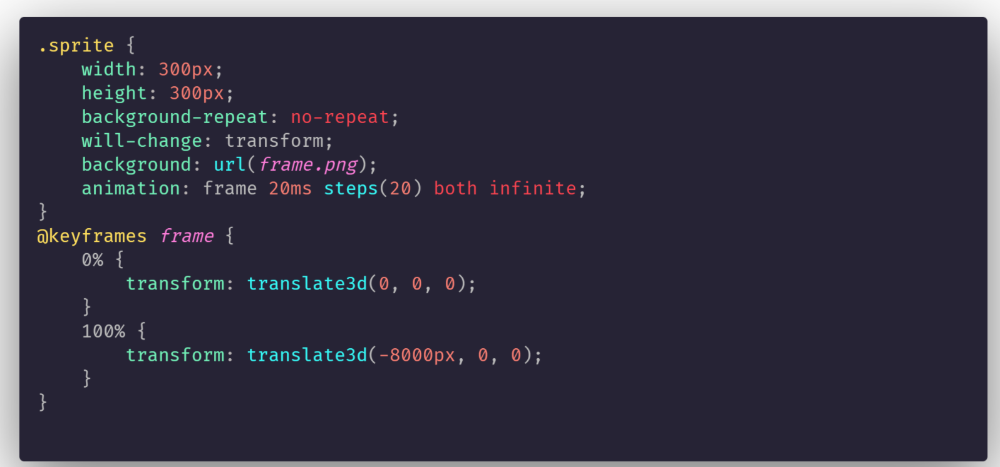 .sprite {
    width: 300px;
    height: 300px;
    background-repeat: no-repeat;
    will-change: transform;
    background: url(frame.png);
    animation: frame 20ms steps(20) both infinite;
}
@keyframes frame {
    0% {
        transform: translate3d(0, 0, 0);
    }
    100% {
        transform: translate3d(-8000px, 0, 0);
    }
}